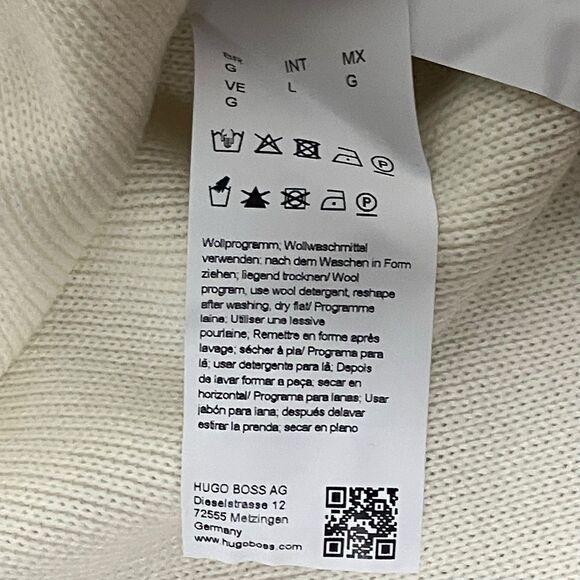 BR INT MX
G L G
VE
G
P
P
Wollprogramm; Wollwaschmittel
verwenden: nach dem Waschen in Form
ziehen; liegend trocknen/ Wool
program, use wool detergent, reshape
after washing, dry flat/ Programme
laine: Utiliser une lessive
pourlaine, Remettre en forme après
lavage; sécher à pla/ Programa para
lã; usar detergente para lã; Depois
de lavar formar a peça, secar en
horizontal/ Programa para lanas; Usar
jabón para lana; después delavar
estirar la prenda; secar en plano
HUGO BOSS AG
Dieselstrasse 12
72555 Metzingen
Germany
www.hugoboss.com